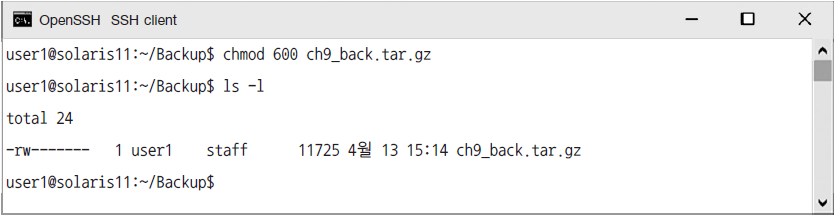 OpenSSH SSH client
user1@solaris11:~/Backup$ chmod 600 ch9_back.tar.gz
user1@solaris11:~/Backup$ ls -l
total 24
-rw------- 1 user1 staff 11725 4월 13 15:14 ch9_back.tar.gz
user1@solaris11:~/Backup$